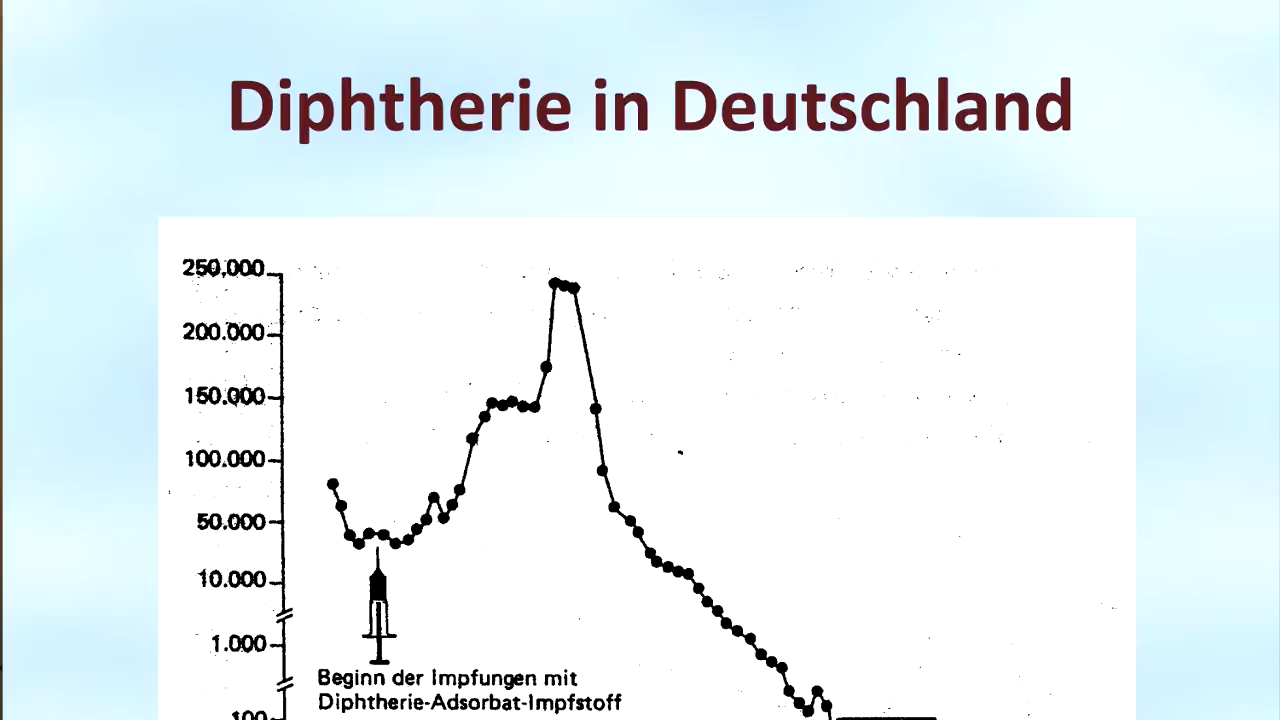 Diphtherie in Deutschland
250.000
200.000
150.000
100.000
50.000
10.000
1.000
Beginn der Impfungen mit
Diphtherie-Adsorbat-Impfstoff
100